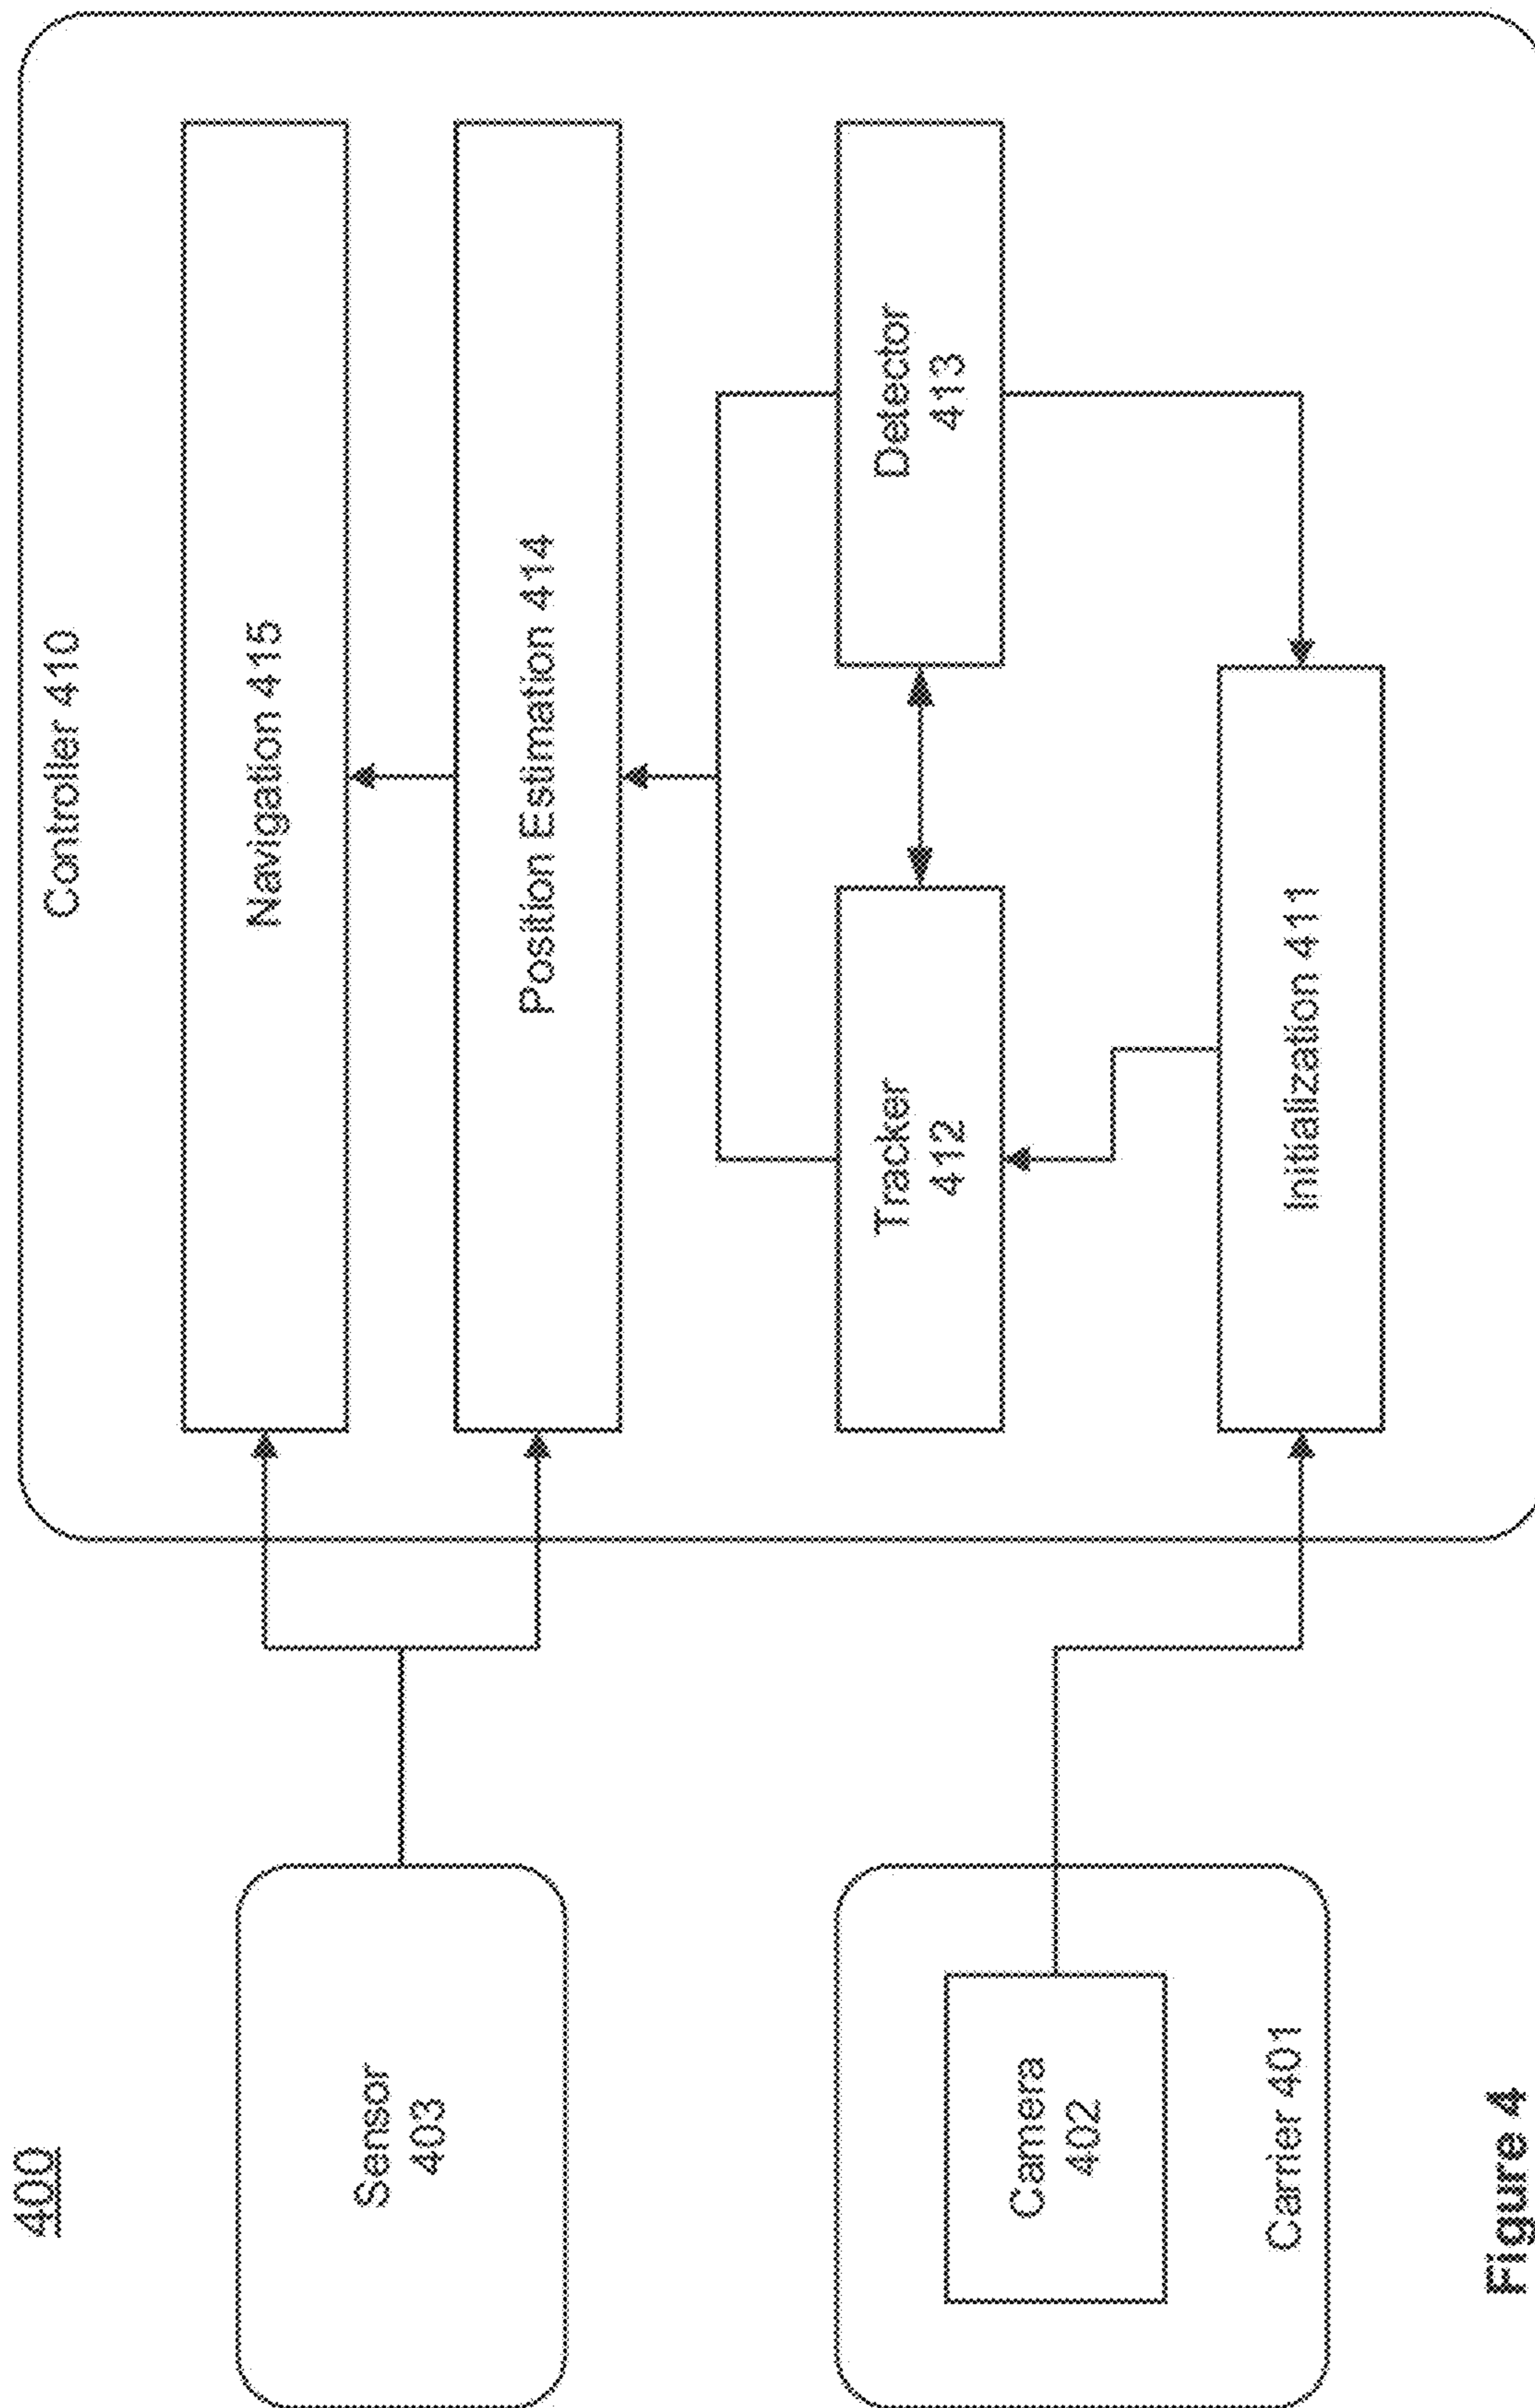 400
Controller 410
Navigation 415
Position Estimation 414
Sensor
403
Tracker
412
Detector
413
Camera
402
Carrier 401
Initialization 411
Figure 4